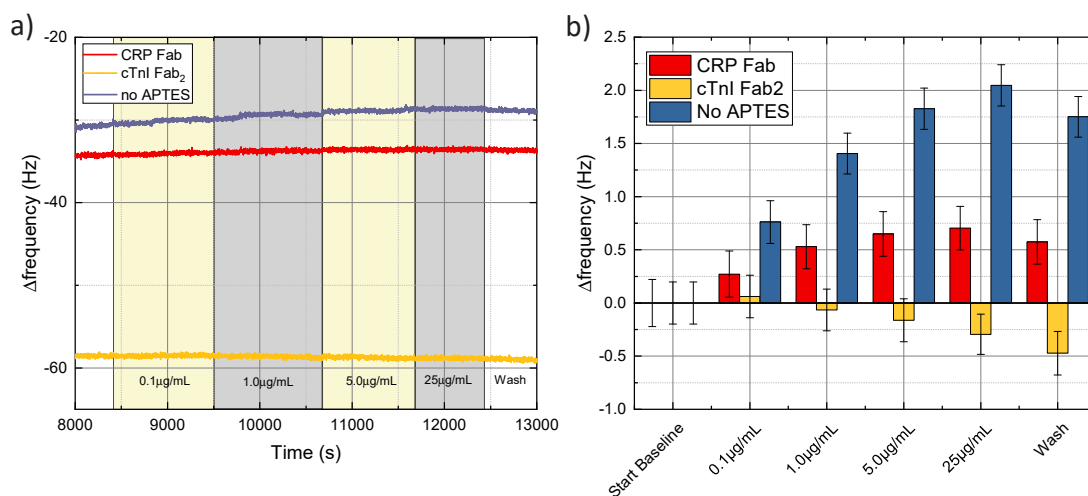 a)
CRP Fab
cTnI Fab₂
no APTES
-20
-40
-60
Δfrequency (Hz)
0.1µg/mL
1.0µg/mL
5.0µg/mL
25µg/mL
Wash
8000
9000
10000
11000
12000
13000
Time (s)
b)
CRP Fab
cTnI Fab2
No APTES
2.5
2.0
1.5
1.0
0.5
0.0
-0.5
-1.0
Δfrequency (Hz)
Start Baseline
0.1µg/mL
1.0µg/mL
5.0µg/mL
25µg/mL
Wash